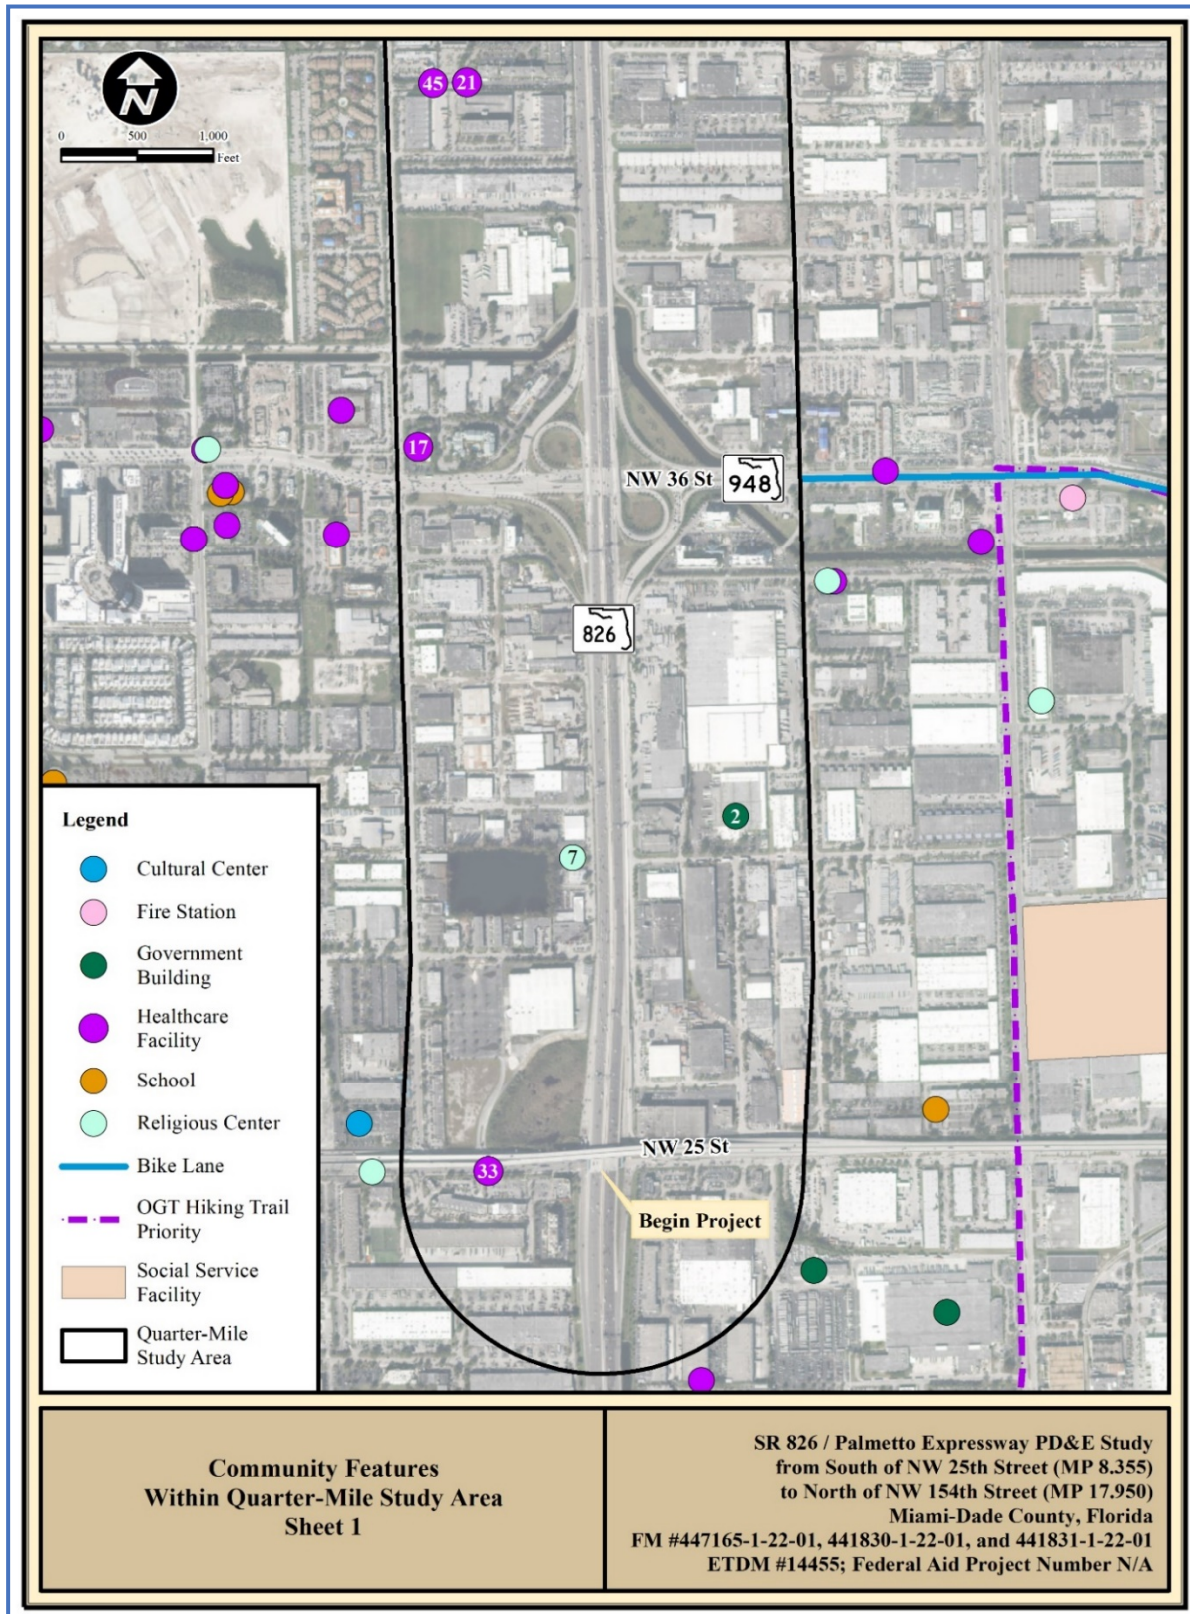 45
21
N
0 500 1,000
Feet
17
NW 36 St
948
826
2
7
Legend
Cultural Center
Fire Station
Government
Building
Healthcare
Facility
School
Religious Center
Bike Lane
OGT Hiking Trail
Priority
Social Service
Facility
Quarter-Mile
Study Area
NW 25 St
33
Begin Project
Community Features
Within Quarter-Mile Study Area
Sheet 1
SR 826 / Palmetto Expressway PD&E Study
from South of NW 25th Street (MP 8.355)
to North of NW 154th Street (MP 17.950)
Miami-Dade County, Florida
FM #447165-1-22-01, 441830-1-22-01, and 441831-1-22-01
ETDM #14455; Federal Aid Project Number N/A